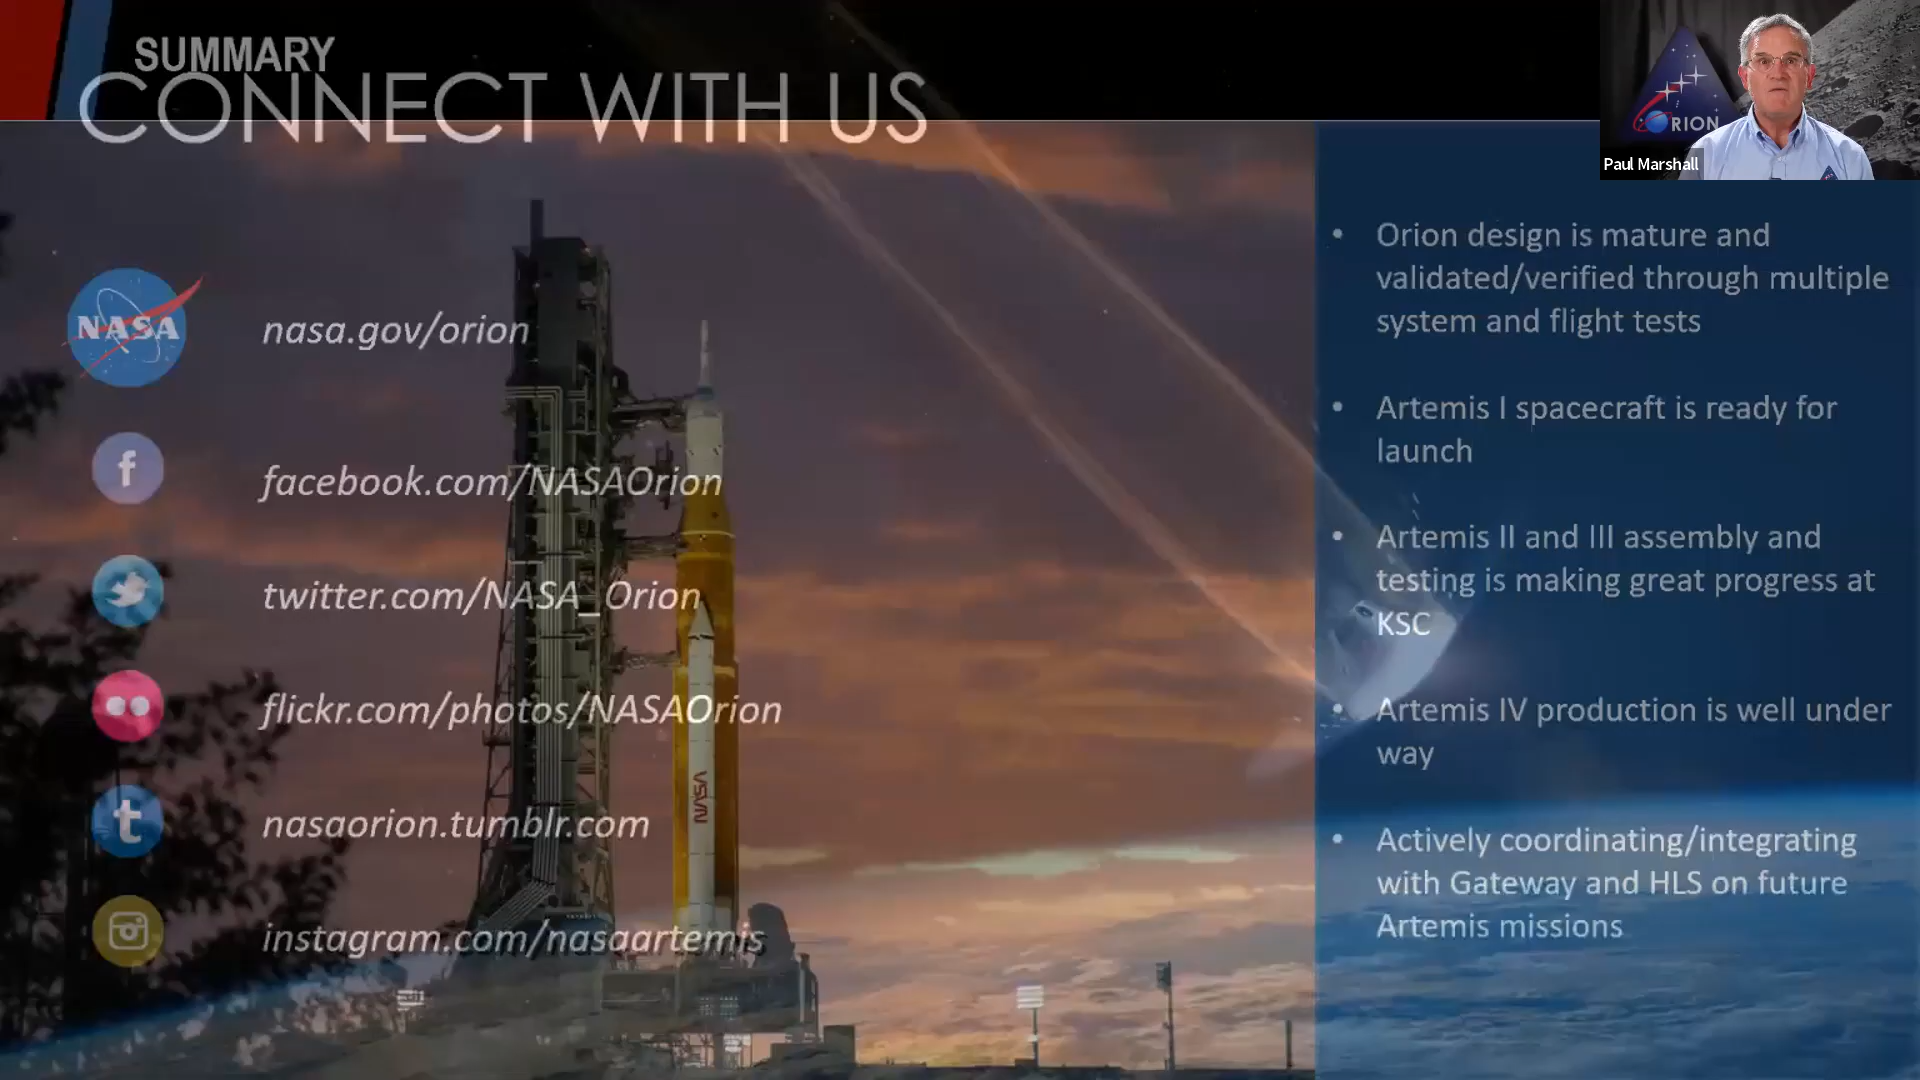 SUMMARY
CONNECT WITH US
ORION
Paul Marshall
NASA
nasa.gov/orion
f
facebook.com/NASAOrion
twitter.com/NASA_Orion
flickr.com/photos/NASAOrion
t
nasaorion.tumblr.com
instagram.com/nasaartemis
NASA
• Orion design is mature and
validated/verified through multiple
system and flight tests
• Artemis I spacecraft is ready for
launch
• Artemis II and III assembly and
testing is making great progress at
KSC
• Artemis IV production is well under
way
• Actively coordinating/integrating
with Gateway and HLS on future
Artemis missions